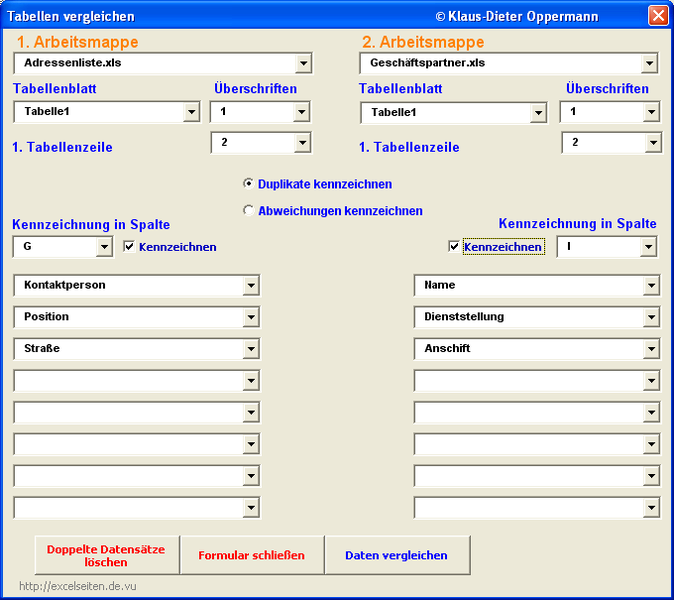 Tabellen vergleichen © Klaus-Dieter Oppermann
1. Arbeitsmappe 2. Arbeitsmappe
Adressenliste.xls Geschäftspartner.xls
Tabellenblatt Überschriften Tabellenblatt Überschriften
Tabelle1 1 Tabelle1 1
1. Tabellenzeile 2 1. Tabellenzeile 2
Duplikate kennzeichnen
Abweichungen kennzeichnen
Kennzeichnung in Spalte Kennzeichnung in Spalte
G Kennzeichnen Kennzeichnen I
Kontaktperson Name
Position Dienststellung
Straße Anschift
Doppelte Datensätze
löschen
Formular schließen
Daten vergleichen
http://excelseiten.de.vu